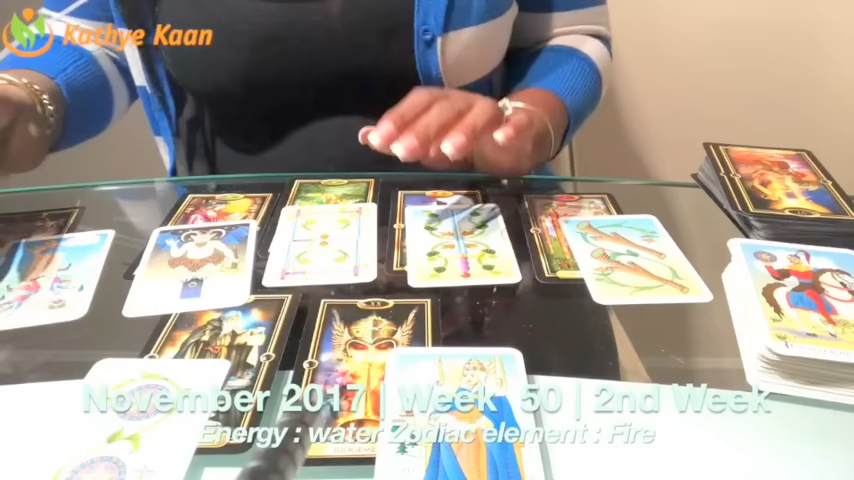 Kathye Kaan
November | 2017 | Week | 50 | 2nd Week
Energy : water Zodiac element : Fire